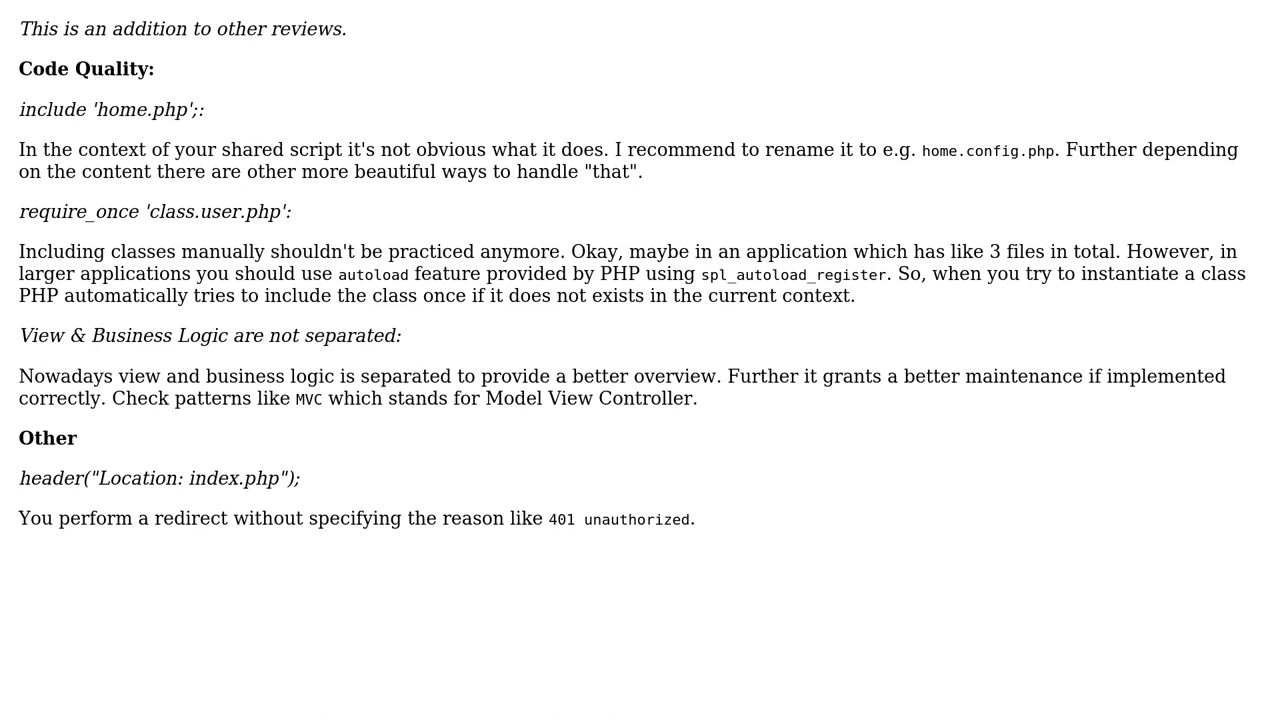 This is an addition to other reviews.
Code Quality:
include 'home.php';:
In the context of your shared script it's not obvious what it does. I recommend to rename it to e.g. home.config.php. Further depending
on the content there are other more beautiful ways to handle "that".
require_once 'class.user.php':
Including classes manually shouldn't be practiced anymore. Okay, maybe in an application which has like 3 files in total. However, in
larger applications you should use autoload feature provided by PHP using spl_autoload_register. So, when you try to instantiate a class
PHP automatically tries to include the class once if it does not exists in the current context.
View & Business Logic are not separated:
Nowadays view and business logic is separated to provide a better overview. Further it grants a better maintenance if implemented
correctly. Check patterns like MVC which stands for Model View Controller.
Other
header("Location: index.php");
You perform a redirect without specifying the reason like 401 unauthorized.